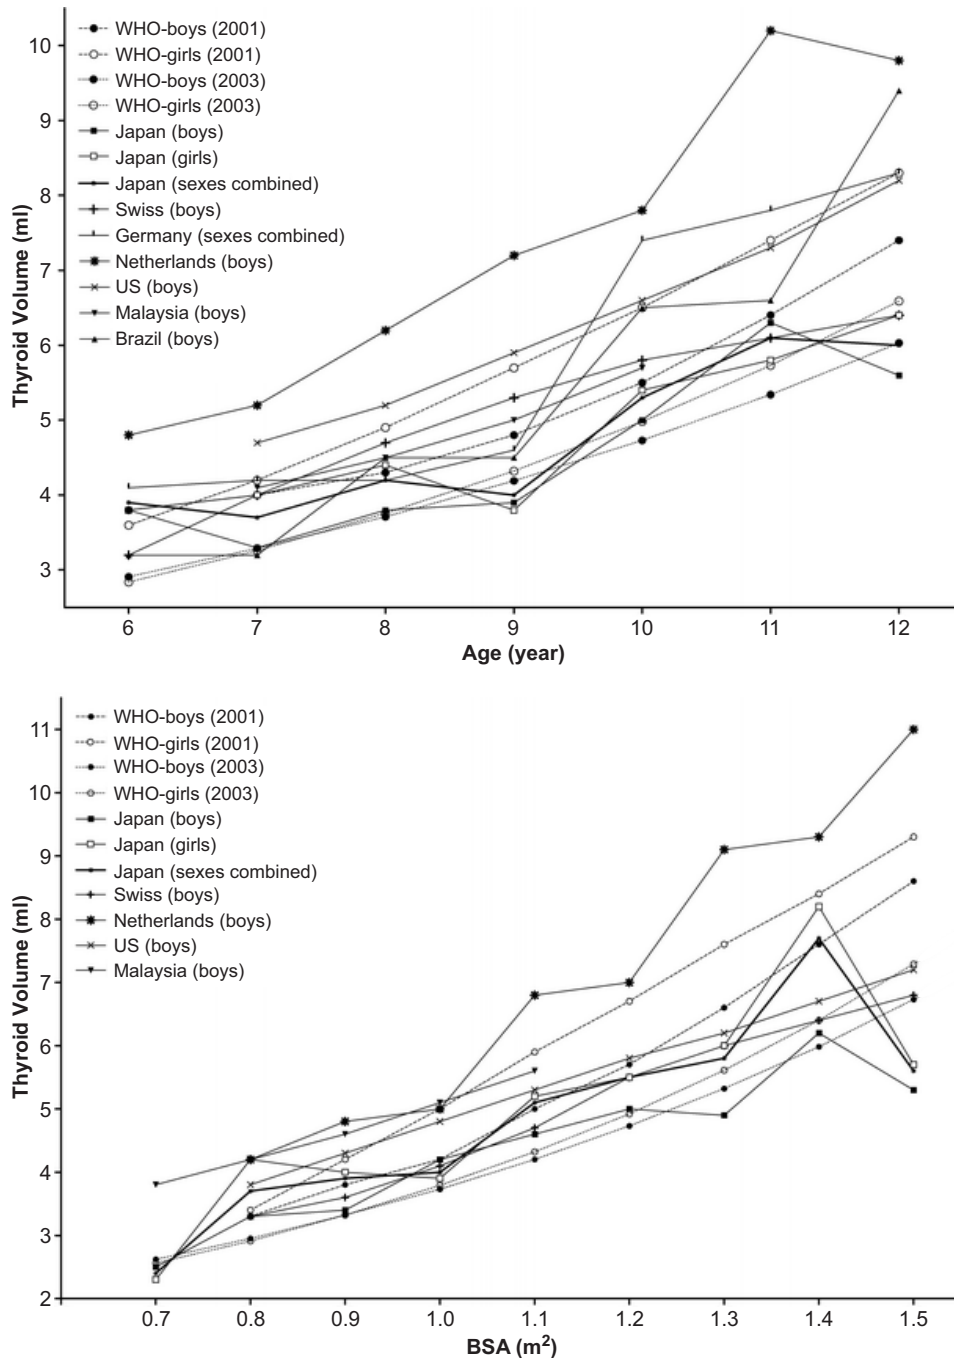 WHO-boys (2001)
WHO-girls (2001)
WHO-boys (2003)
WHO-girls (2003)
Japan (boys)
Japan (girls)
Japan (sexes combined)
Swiss (boys)
Germany (sexes combined)
Netherlands (boys)
US (boys)
Malaysia (boys)
Brazil (boys)
Thyroid Volume (ml)
10
9
8
7
6
5
4
3
6 7 8 9 10 11 12
Age (year)
WHO-boys (2001)
WHO-girls (2001)
WHO-boys (2003)
WHO-girls (2003)
Japan (boys)
Japan (girls)
Japan (sexes combined)
Swiss (boys)
Netherlands (boys)
US (boys)
Malaysia (boys)
Thyroid Volume (ml)
11
10
9
8
7
6
5
4
3
2
0.7 0.8 0.9 1.0 1.1 1.2 1.3 1.4 1.5
BSA (m²)